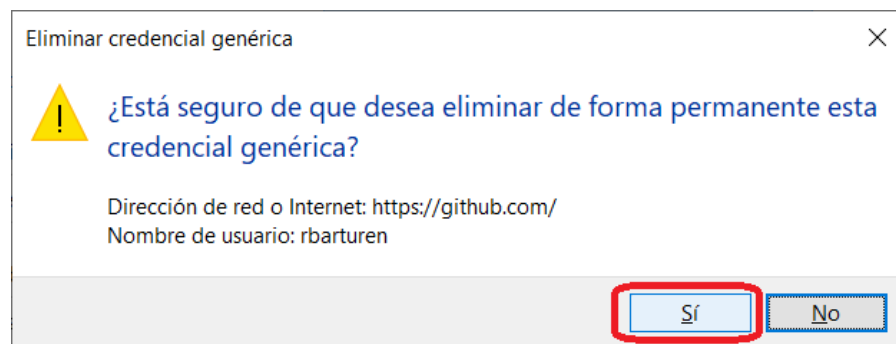 Eliminar credencial genérica
¿Está seguro de que desea eliminar de forma permanente esta
credencial genérica?
Dirección de red o Internet: https://github.com/
Nombre de usuario: rbarturen
Sí No